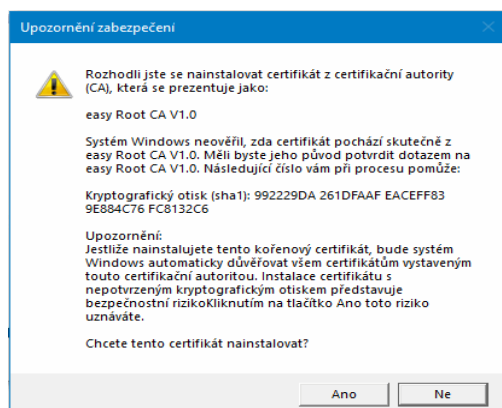 Upozornění zabezpečení
Rozhodli jste se nainstalovat certifikát z certifikační autority
(CA), která se prezentuje jako:
easy Root CA V1.0
Systém Windows neověřil, zda certifikát pochází skutečně z
easy Root CA V1.0. Měli byste jeho původ potvrdit dotazem na
easy Root CA V1.0. Následující číslo vám při procesu pomůže:
Kryptografický otisk (sha1): 992229DA 261DFAAF EACEFF83
9E884C76 FC8132C6
Upozornění:
Jestliže nainstalujete tento kořenový certifikát, bude systém
Windows automaticky důvěřovat všem certifikátům vystaveným
touto certifikační autoritou. Instalace certifikátu s
nepotvrzeným kryptografickým otiskem představuje
bezpečnostní rizikoKliknutím na tlačítko Ano toto riziko
uznáváte.
Chcete tento certifikát nainstalovat?
Ano
Ne